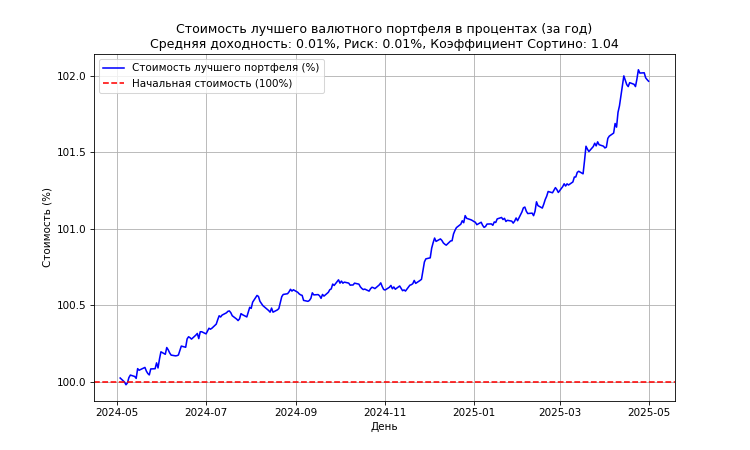 Стоимость лучшего валютного портфеля в процентах (за год)
Средняя доходность: 0.01%, Риск: 0.01%, Коэффициент Сортино: 1.04
Стоимость лучшего портфеля (%)
Начальная стоимость (100%)
Стоимость (%)
102.0
101.5
101.0
100.5
100.0
2024-05 2024-07 2024-09 2024-11 2025-01 2025-03 2025-05
День